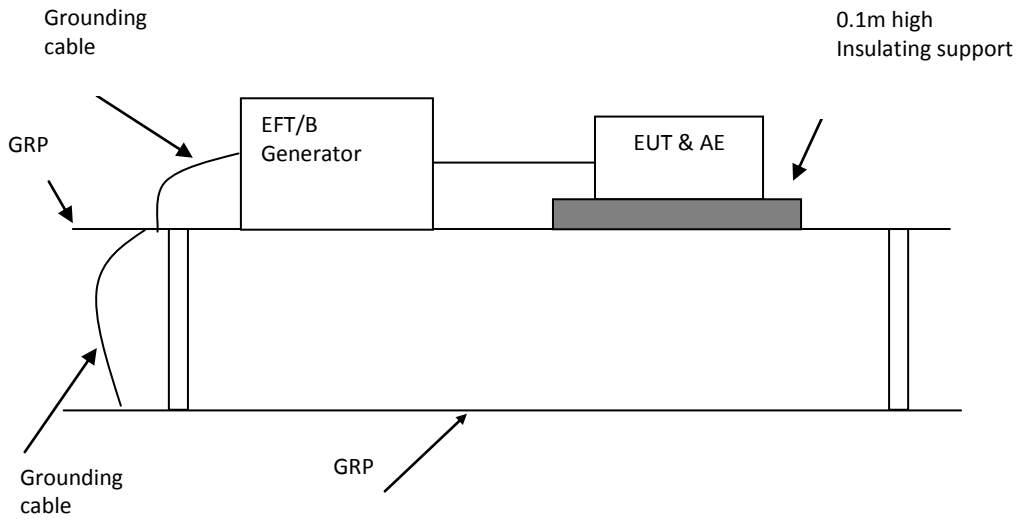 Grounding
cable
0.1m high
Insulating support
GRP
EFT/B
Generator
EUT & AE
Grounding
cable
GRP